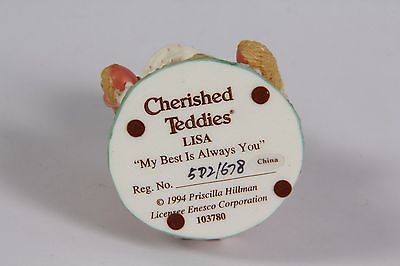 Cherished
Teddies®
LISA
"My Best Is Always You"
Reg. No. 5D2/678 China
© 1994 Priscilla Hillman
Licensee Enesco Corporation
103780